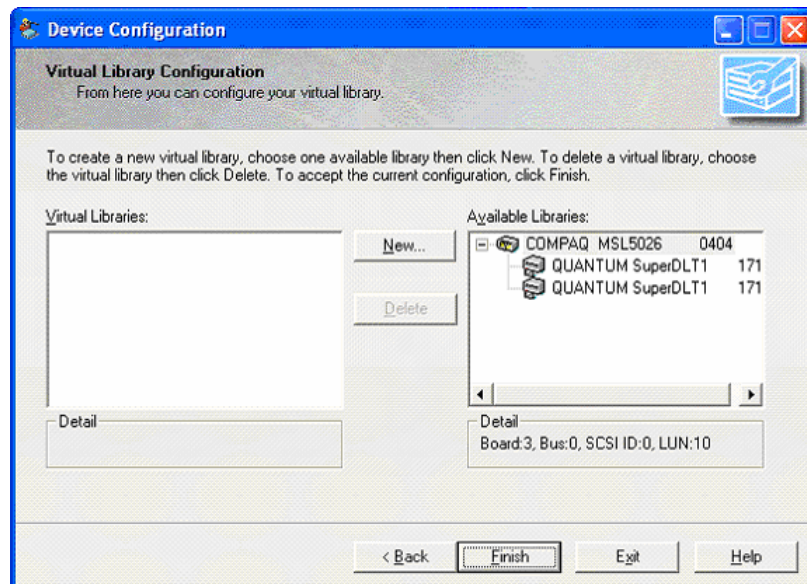 Device Configuration
Virtual Library Configuration
From here you can configure your virtual library.
To create a new virtual library, choose one available library then click New. To delete a virtual library, choose
the virtual library then click Delete. To accept the current configuration, click Finish.
Virtual Libraries:
Available Libraries:
New...
Delete
COMPAQ MSL5026 0404
QUANTUM SuperDLT1 171
QUANTUM SuperDLT1 171
Detail
Detail
Board:3, Bus:0, SCSI ID:0, LUN:10
< Back
Finish
Exit
Help